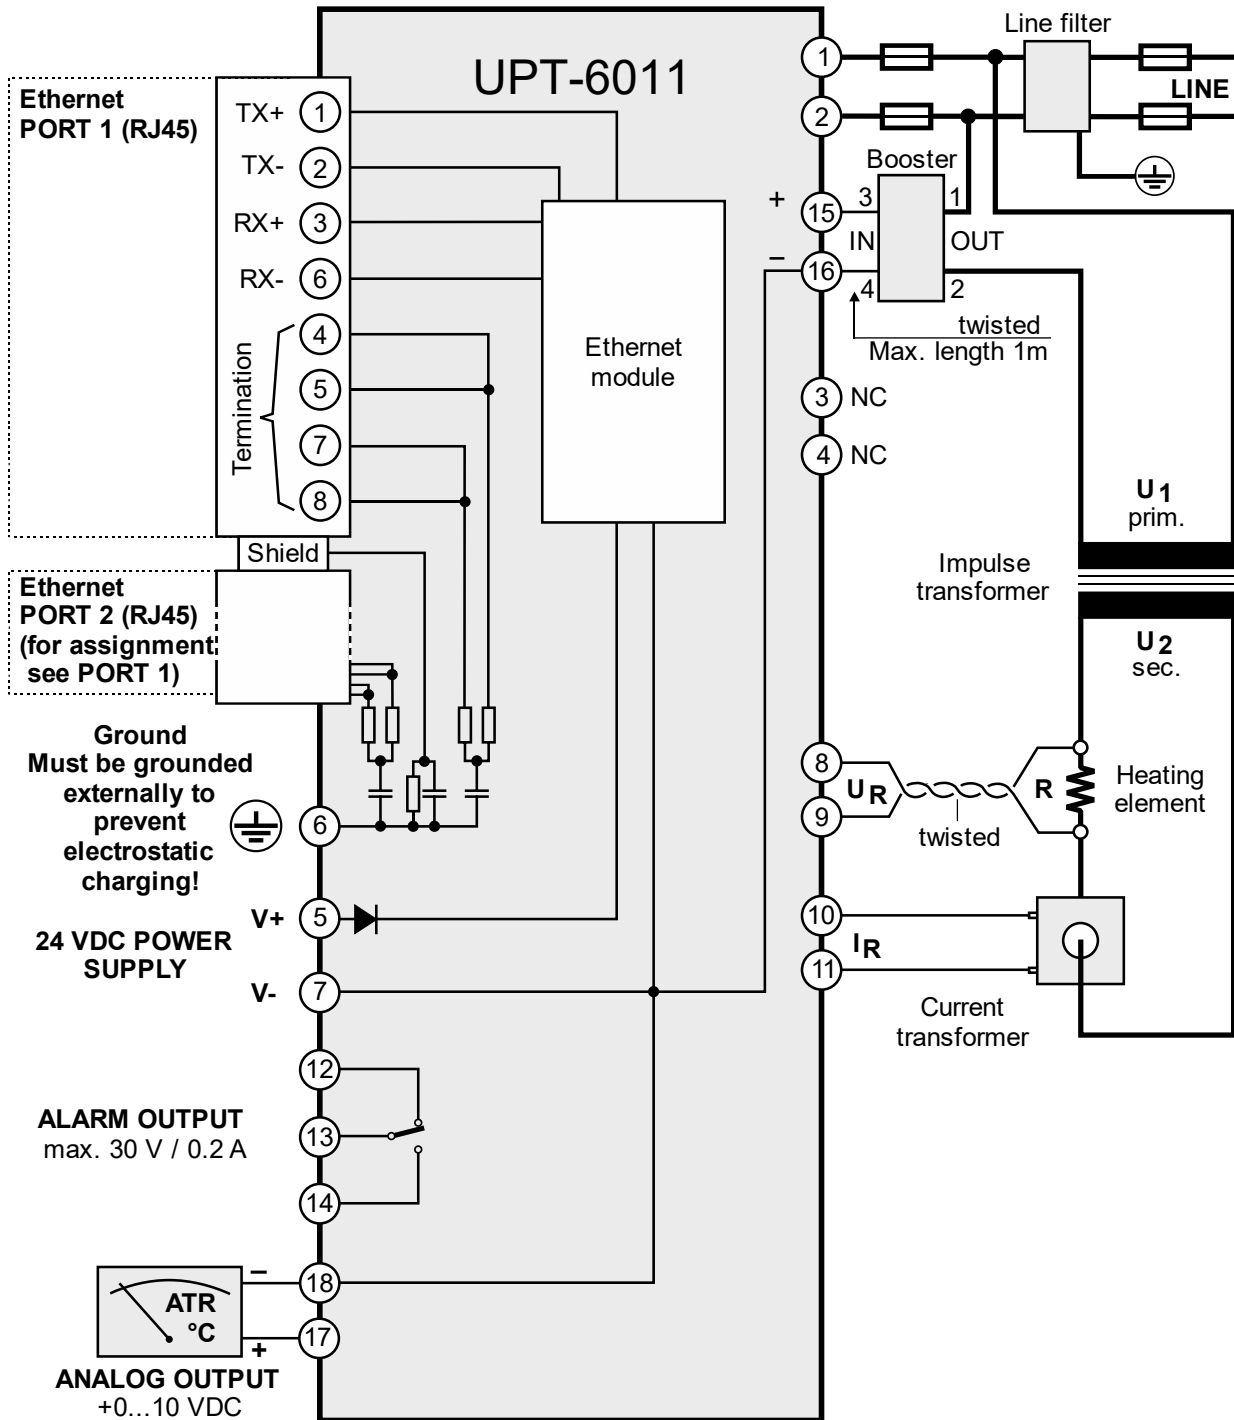 UPT-6011
Ethernet
PORT 1 (RJ45)
TX+ 1
TX- 2
RX+ 3
RX- 6
4
5
7
8
Termination
Shield
Ethernet
PORT 2 (RJ45)
(for assignment
see PORT 1)
Ground
Must be grounded
externally to
prevent
electrostatic
charging!
6
V+ 5
24 VDC POWER
SUPPLY
V- 7
12
ALARM OUTPUT
max. 30 V / 0.2 A
13
14
ATR
°C
– 18
+ 17
ANALOG OUTPUT
+0...10 VDC
Ethernet
module
1
2
Line filter
LINE
Booster
+ 15 3 1
IN OUT
– 16 4 2
twisted
Max. length 1m
3 NC
4 NC
U1
prim.
Impulse
transformer
U2
sec.
8
UR
9
twisted
R
Heating
element
10
IR
11
Current
transformer